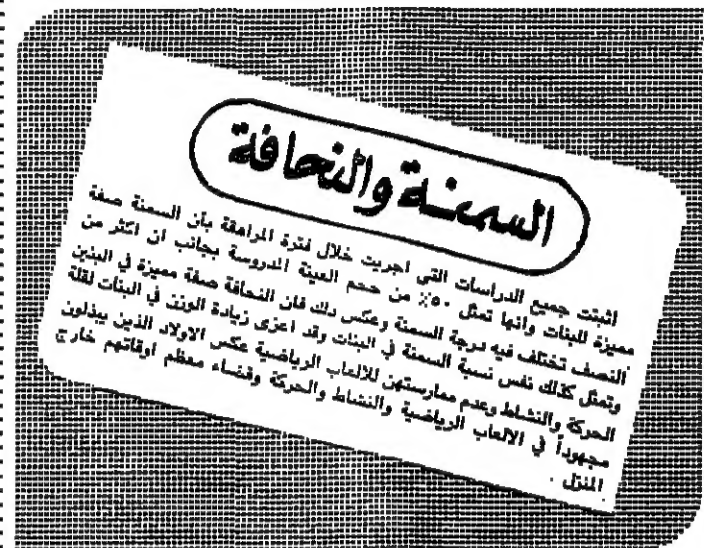 السمنة والنحافة
اثبتت جميع الدراسات التي اجريت خلال فترة المراهقة بأن السمنة صفة
مميزة للبنات وانها تمثل ٥٠٪ من حجم العينة المدروسة بجانب ان اكثر من
النصف تختلف فيه درجة السمنة وعكس ذلك فان النحافة صفة مميزة في البنين
وتمثل كذلك نفس نسبة السمنة في البنات وقد اعزى زيادة الوزن في البنات لقلة
الحركة والنشاط وعدم ممارستهن للألعاب الرياضية عكس الاولاد الذين يبذلون
مجهوداً في الالعاب الرياضية والنشاط والحركة وقضاء معظم اوقاتهم خارج
المنزل .